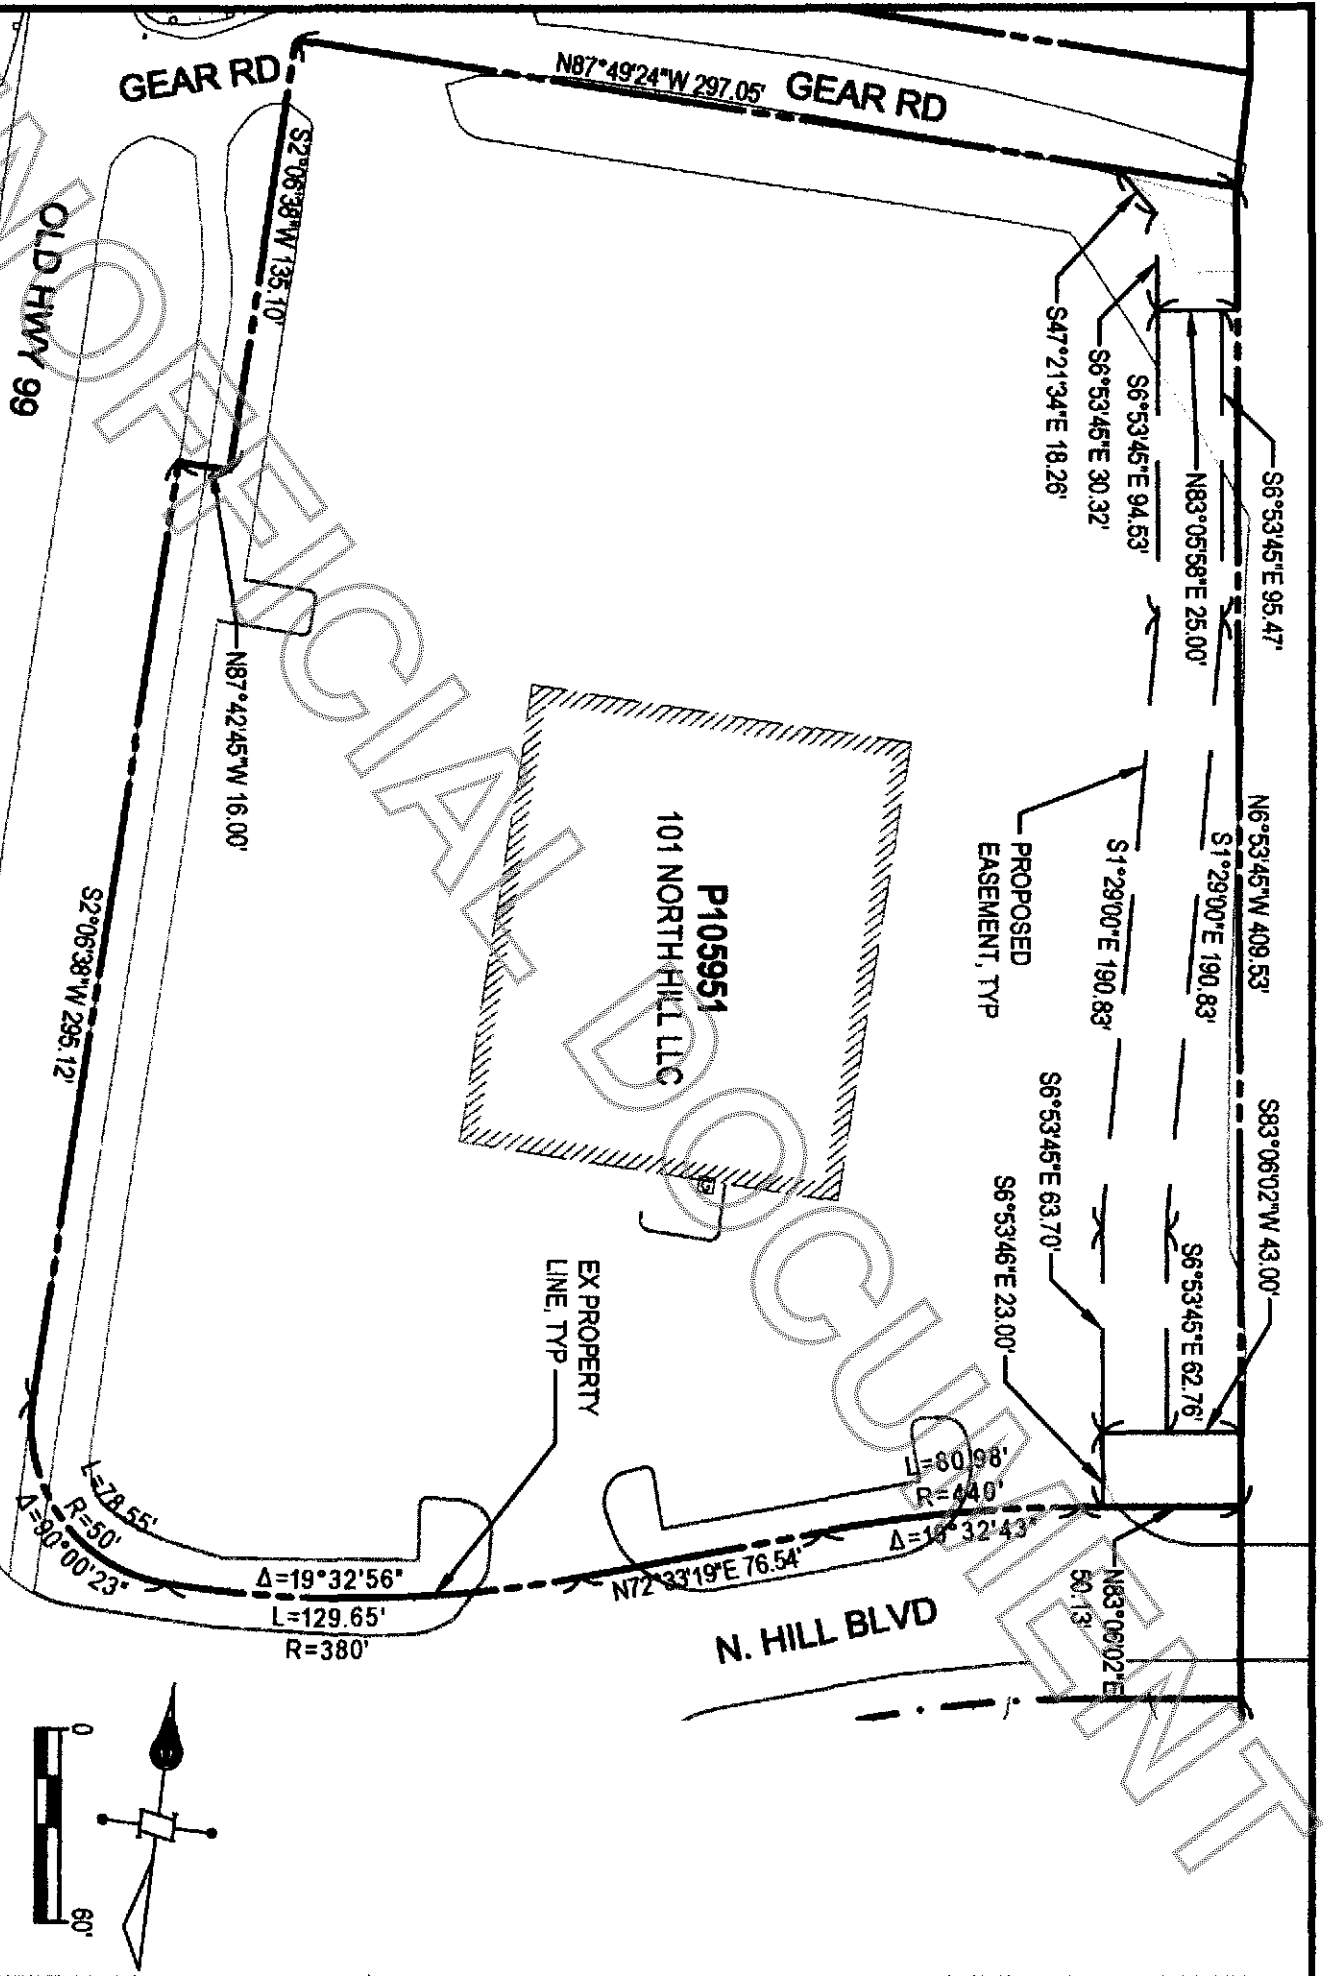 GEAR RD
N87°49'24"W 297.05'
GEAR RD
S2°06'38"W 135.10'
OLD HWY 99
S47°21'34"E 18.26'
S6°53'45"E 30.32'
S6°53'45"E 94.53'
N83°05'58"E 25.00'
S6°53'45"E 95.47'
N87°42'45"W 16.00'
N6°53'45"W 409.53'
S1°29'00"E 190.83'
S1°29'00"E 190.83'
PROPOSED
EASEMENT, TYP
P105951
101 NORTH HILL LLC
S2°06'38"W 295.12'
S83°06'02"W 43.00'
S6°53'45"E 62.76'
S6°53'45"E 63.70'
S6°53'46"E 23.00'
EX PROPERTY
LINE, TYP
L=80.98'
R=440'
N83°06'02"E
50.13'
N72°33'19"E 76.54'
L=78.55'
R=50'
Δ=90°00'23"
Δ=19°32'56"
L=129.65'
R=380'
N. HILL BLVD
0
60'
UNOFFICIAL DOCUMENT